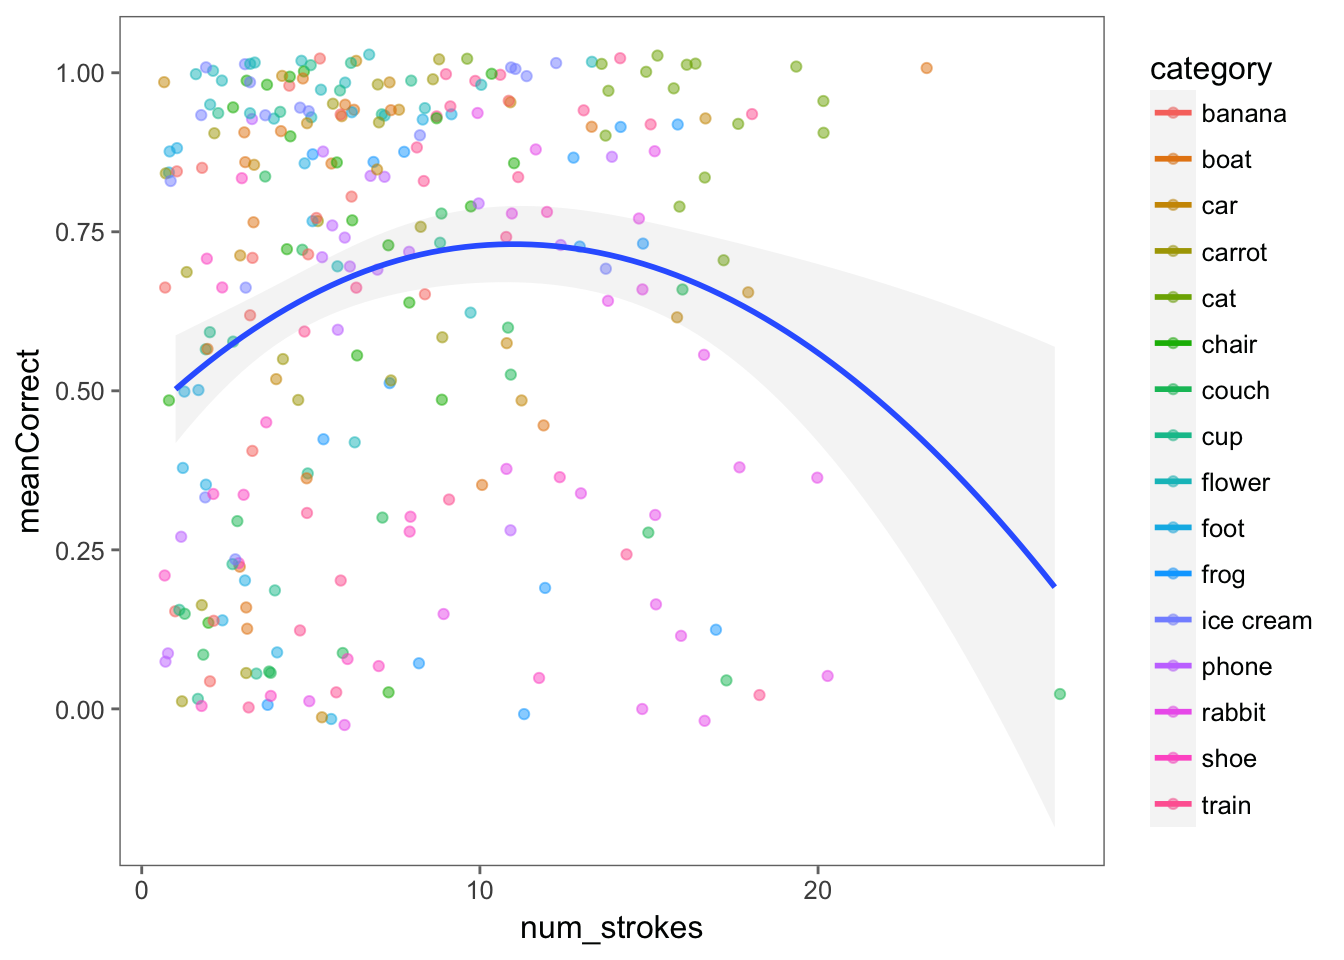 1.00
0.75
0.50
0.25
0.00
meanCorrect
0
10
20
num_strokes
category
banana
boat
car
carrot
cat
chair
couch
cup
flower
foot
frog
ice cream
phone
rabbit
shoe
train